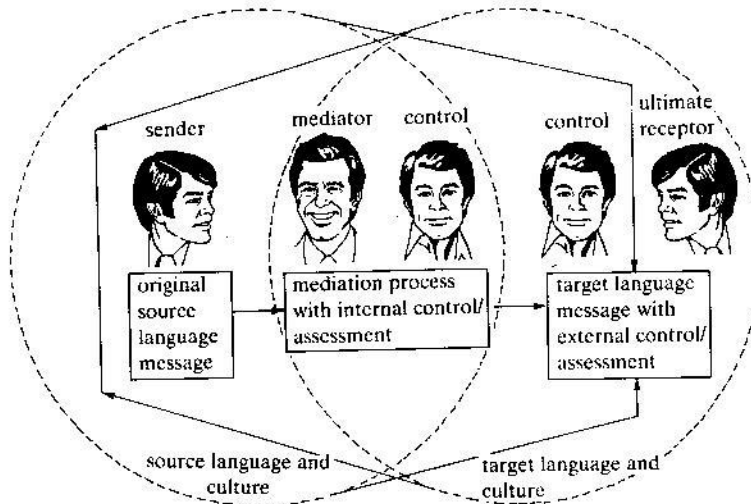 ultimate
receptor
sender
mediator
control
control
original
source
language
message
mediation process
with internal control/
assessment
target language
message with
external control/
assessment
source language and
culture
target language and
culture